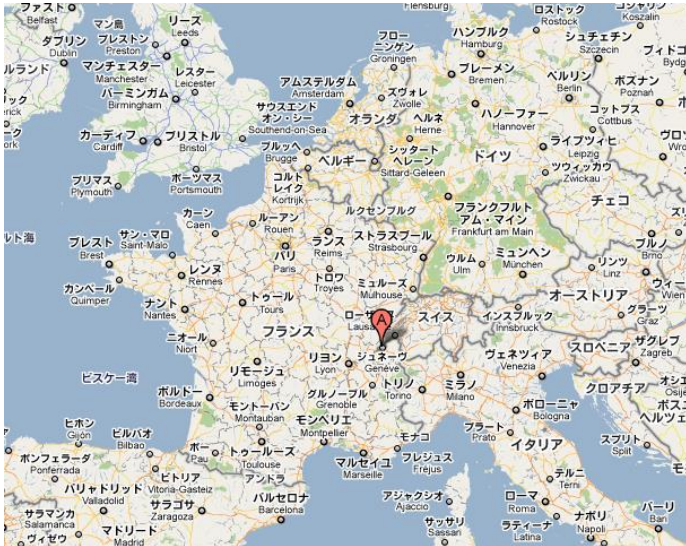 ファスト
Belfast
マン島
リーズ
Leeds
ダブリン
Dublin
プレストン
Preston
マンチェスター
Manchester
レスター
Leicester
バーミンガム
Birmingham
カーディフ
Cardiff
ブリストル
Bristol
サウスエンド
オン・シー
Southend-on-Sea
プリマス
Plymouth
ポーツマス
Portsmouth
Flensburg
ロストック
Rostock
Koszalin
フロー
ニンゲン
Groningen
ハンブルク
Hamburg
シュチェチン
Szczecin
ブレーメン
Bremen
アムステルダム
Amsterdam
ズヴォレ
Zwolle
ベルリン
Berlin
ポズナン
Poznań
オランダ
ヘルネ
Herne
ハノーファー
Hannover
コットブス
Cottbus
ブルッヘ
Brugge
ベルギー
シッタート
ヘレーン
Sittard-Geleen
ドイツ
ライプツィヒ
Leipzig
ツウィッカウ
Zwickau
コルト
レイク
Kortrijk
ルクセンブルグ
フランクフルト
アム・マイン
Frankfurt am Main
チェコ
カーン
Caen
ルーアン
Rouen
ランス
Reims
ストラスブール
Strasbourg
ルト海
ブレスト
Brest
サン・マロ
Saint-Malo
パリ
Paris
トロワ
Troyes
ウルム
Ulm
ミュンヘン
München
リンツ
Linz
ブルノ
Brno
カンペール
Quimper
レンヌ
Rennes
ミュルーズ
Mulhouse
オーストリア
ナント
Nantes
トゥール
Tours
A
スイス
インスブルック
Innsbruck
グラーツ
Graz
ニオール
Niort
フランス
ジュネーヴ
Genève
ヴェネツィア
Venezia
スロベニア
ザグレブ
Zagreb
ビスケー湾
リモージュ
Limoges
リヨン
Lyon
グルノーブル
Grenoble
トリノ
Torino
ミラノ
Milano
クロアチア
ボルドー
Bordeaux
モントーバン
Montauban
モンペリエ
Montpellier
ボローニャ
Bologna
ヒホン
Gijón
ビルバオ
Bilbao
ポー
Pau
トゥールーズ
Toulouse
モナコ
プラート
Prato
イタリア
スプリト
Split
ポンフェラーダ
Ponferrada
ビトリア
Vitoria-Gasteiz
アンドラ
マルセイユ
Marseille
フレジュス
Fréjus
テルニ
Terni
バリャドリッド
Valladolid
サラゴサ
Zaragoza
バルセロナ
Barcelona
アジャクシオ
Ajaccio
ローマ
Roma
バーリ
Bari
サラマンカ
Salamanca
マドリード
Madrid
サッサリ
Sassari
ラティーナ
Latina
ナポリ
Napoli
ヴィゼウ
Viseu